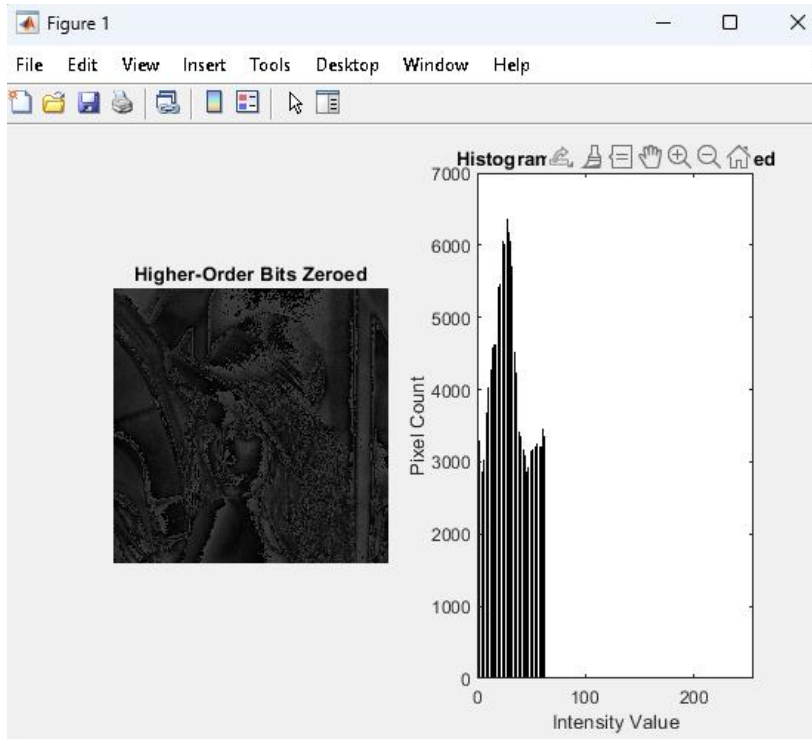 Figure 1
File Edit View Insert Tools Desktop Window Help
Higher-Order Bits Zeroed
ed
7000
6000
5000
4000
3000
2000
1000
0
Pixel Count
0 100 200
Intensity Value